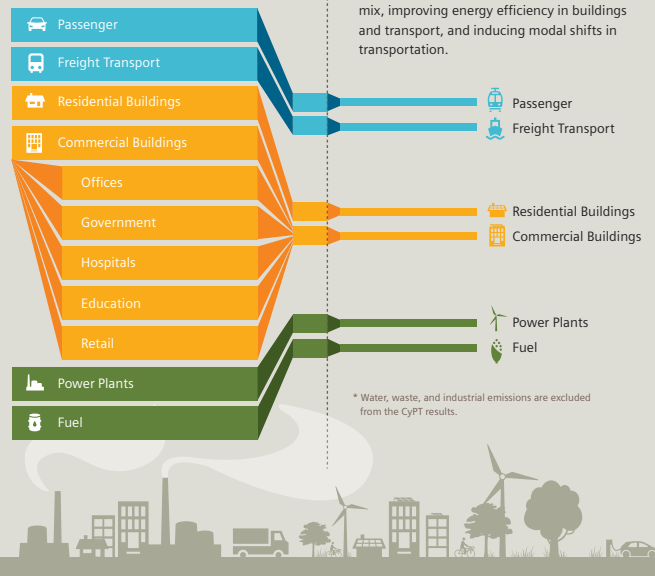 mix, improving energy efficiency in buildings
and transport, and inducing modal shifts in
transportation.
Passenger
Freight Transport
Residential Buildings
Commercial Buildings
Offices
Government
Hospitals
Education
Retail
Power Plants
Fuel
Passenger
Freight Transport
Residential Buildings
Commercial Buildings
Power Plants
Fuel
* Water, waste, and industrial emissions are excluded
from the CyPT results.